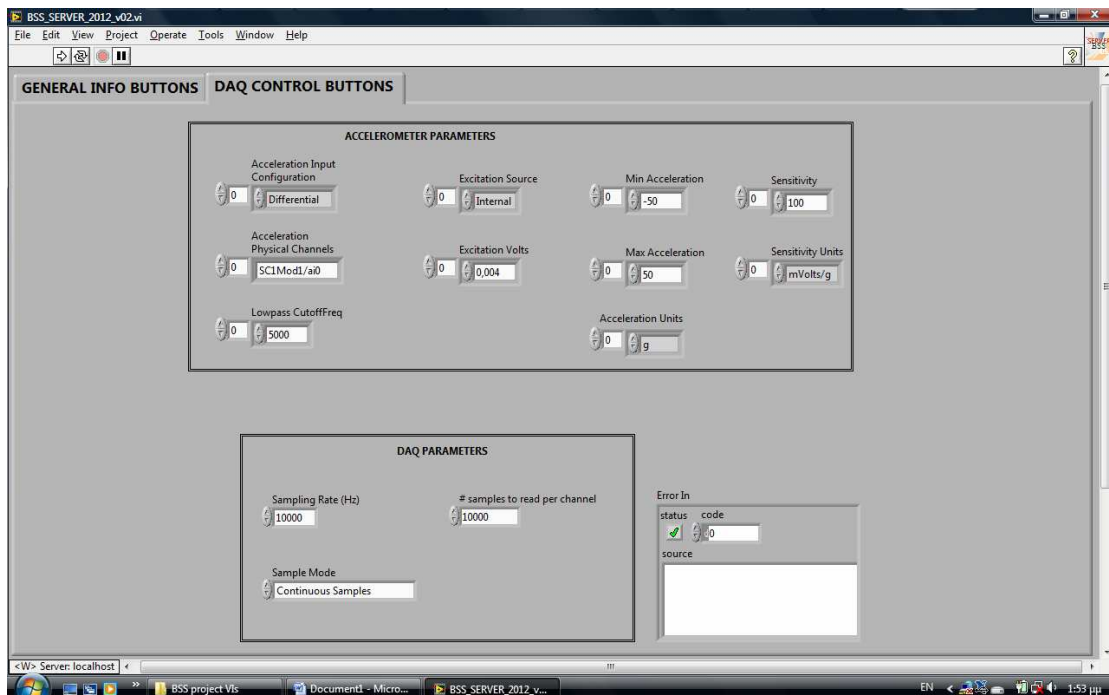 BSS_SERVER_2012_v02.vi
File Edit View Project Operate Tools Window Help
SERVER
BSS
GENERAL INFO BUTTONS DAQ CONTROL BUTTONS
ACCELEROMETER PARAMETERS
Acceleration Input
Configuration
0 Differential
Excitation Source
0 Internal
Min Acceleration
0 -50
Sensitivity
0 100
Acceleration
Physical Channels
0 SC1Mod1/ai0
Excitation Volts
0 0,004
Max Acceleration
0 50
Sensitivity Units
0 mVolts/g
Lowpass CutoffFreq
0 5000
Acceleration Units
0 g
DAQ PARAMETERS
Sampling Rate (Hz)
10000
# samples to read per channel
10000
Sample Mode
Continuous Samples
Error In
status code
0
source
<W> Server: localhost
BSS project VIs
Document1 - Micro...
BSS_SERVER_2012_v...
EN
1:53 μμ